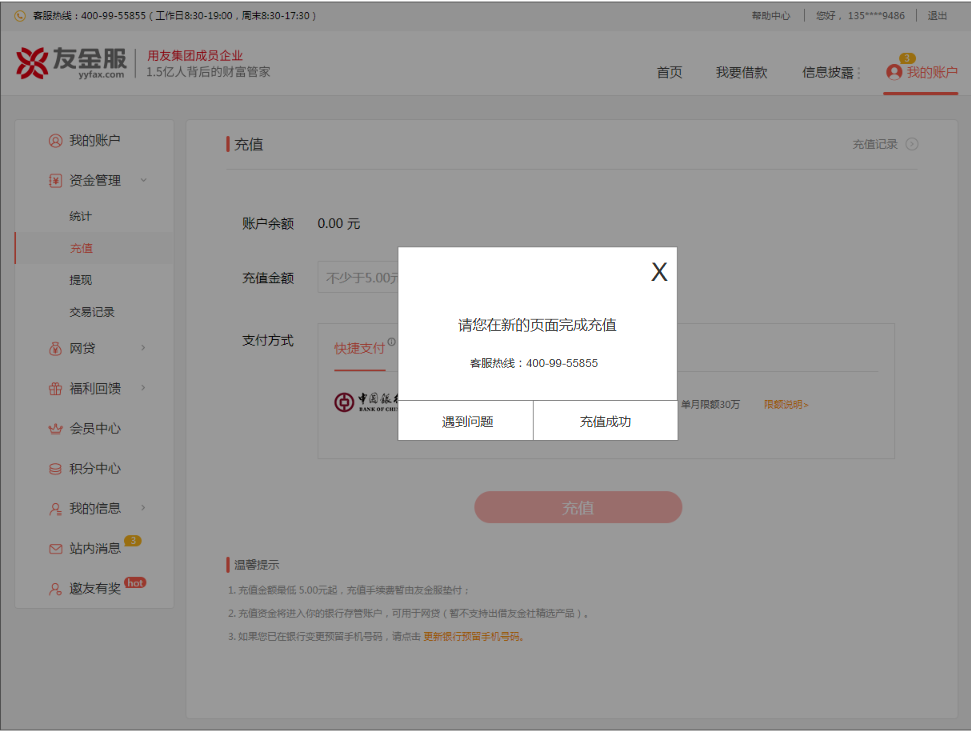 客服热线：400-99-55855（工作日8:30-19:00，周末8:30-17:30）
帮助中心 您好，135****9486 退出
友金服
yyfax.com
用友集团成员企业
1.5亿人背后的财富管家
首页 我要借款 信息披露 我的账户 3
我的账户
资金管理
统计
充值
提现
交易记录
网贷
福利回馈
会员中心
积分中心
我的信息
站内消息 3
邀友有奖 hot
充值
充值记录
账户余额 0.00 元
充值金额 不少于5.00元
支付方式
快捷支付
中国银行
BANK OF CHI
单月限额30万 限额说明>
X
请您在新的页面完成充值
客服热线：400-99-55855
遇到问题 充值成功
充值
温馨提示
1. 充值金额最低 5.00元起，充值手续费暂由友金服垫付；
2. 充值资金将进入你的银行存管账户，可用于网贷（暂不支持出借友金社精选产品）。
3. 如果您已在银行变更预留手机号码，请点击 更新银行预留手机号码。